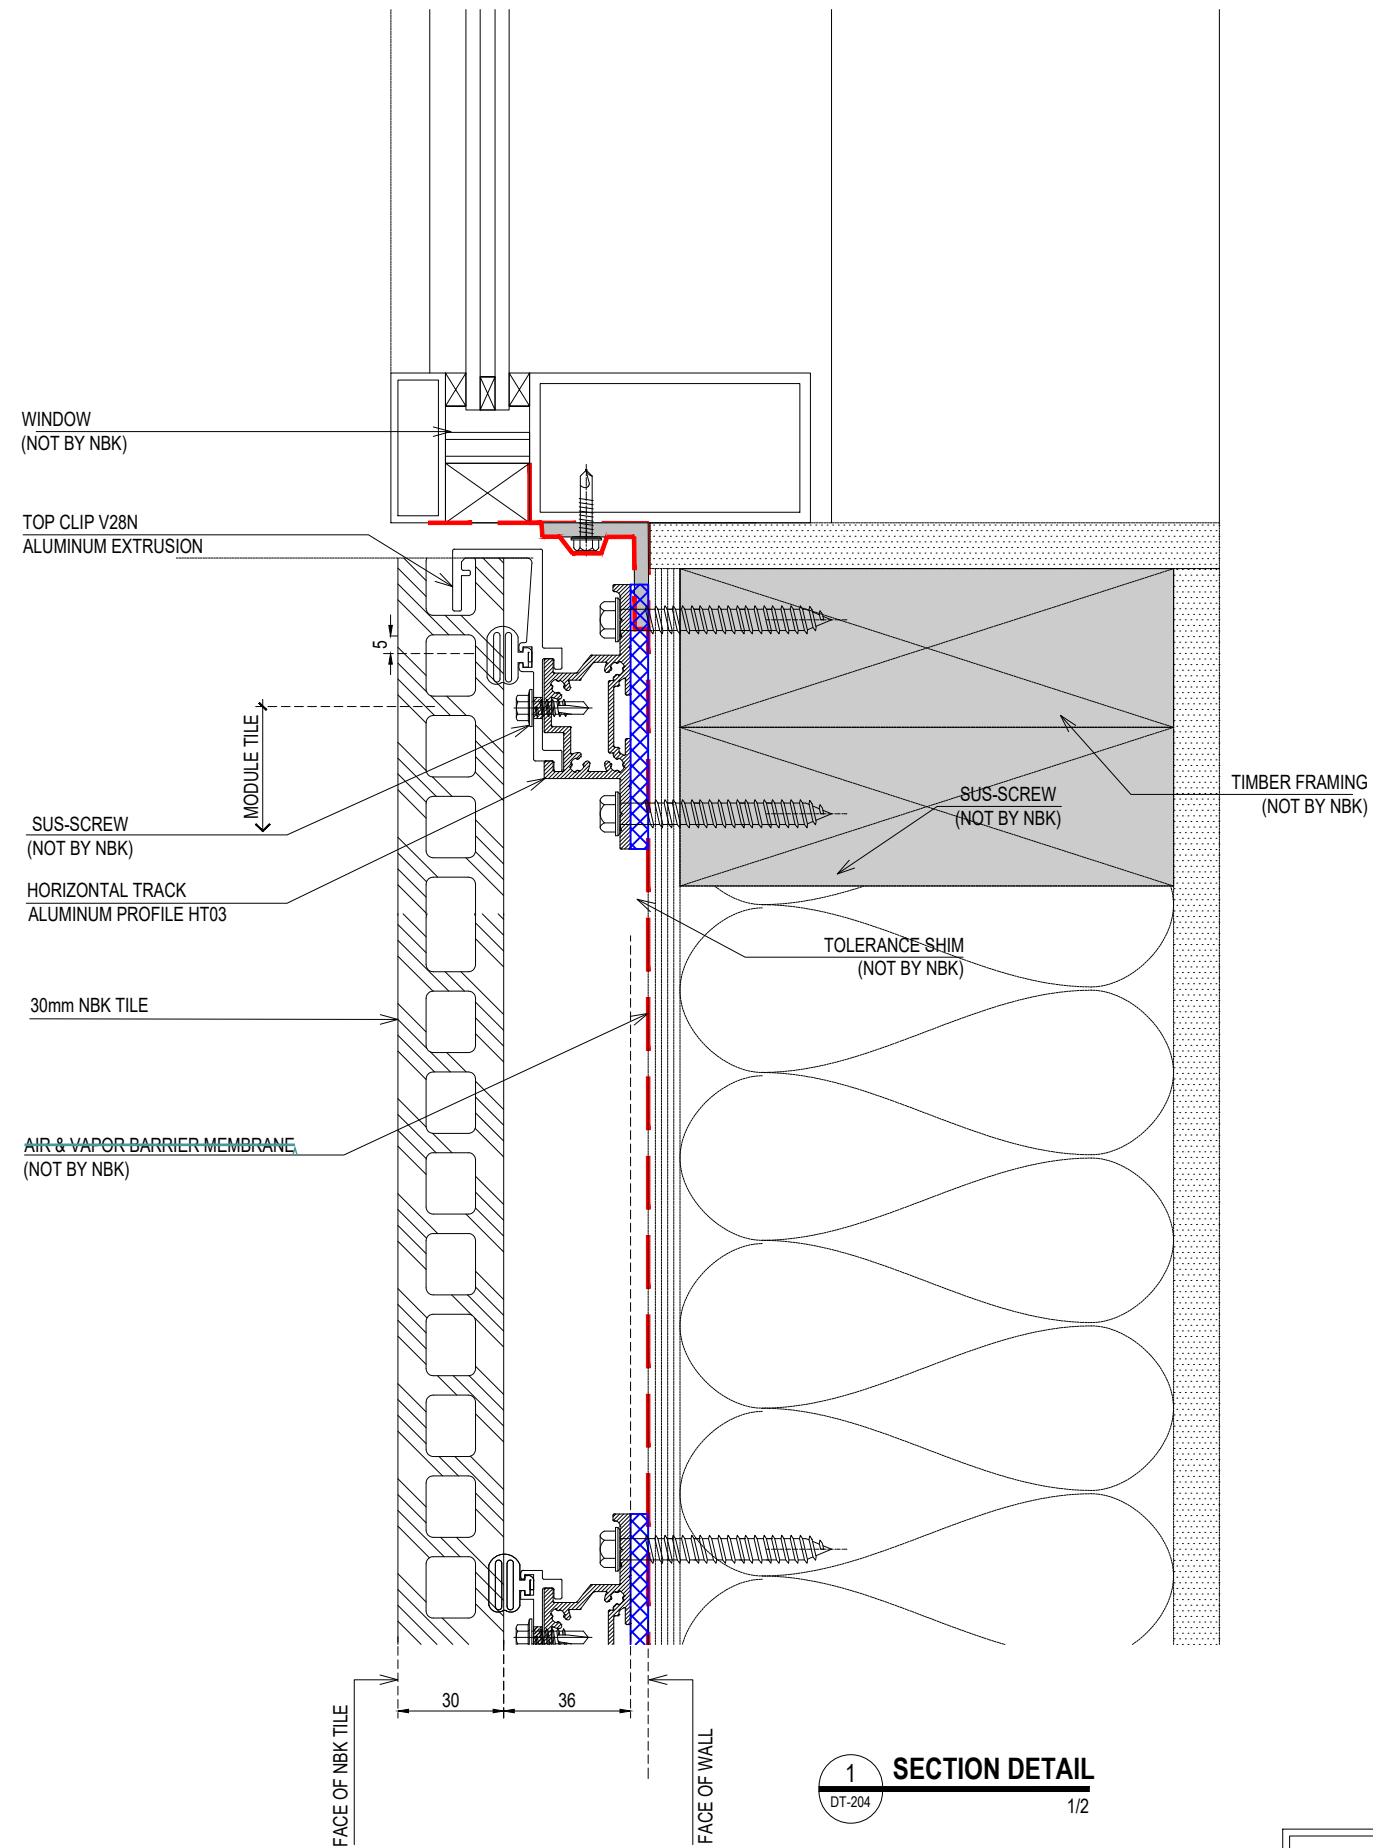 WINDOW
(NOT BY NBK)
TOP CLIP V28N
ALUMINUM EXTRUSION
5
MODULE TILE
SUS-SCREW
(NOT BY NBK)
HORIZONTAL TRACK
ALUMINUM PROFILE HT03
30mm NBK TILE
AIR & VAPOR BARRIER MEMBRANE
(NOT BY NBK)
TIMBER FRAMING
(NOT BY NBK)
SUS-SCREW
(NOT BY NBK)
TOLERANCE SHIM
(NOT BY NBK)
30
36
FACE OF NBK TILE
FACE OF WALL
1
DT-204
SECTION DETAIL
1/2